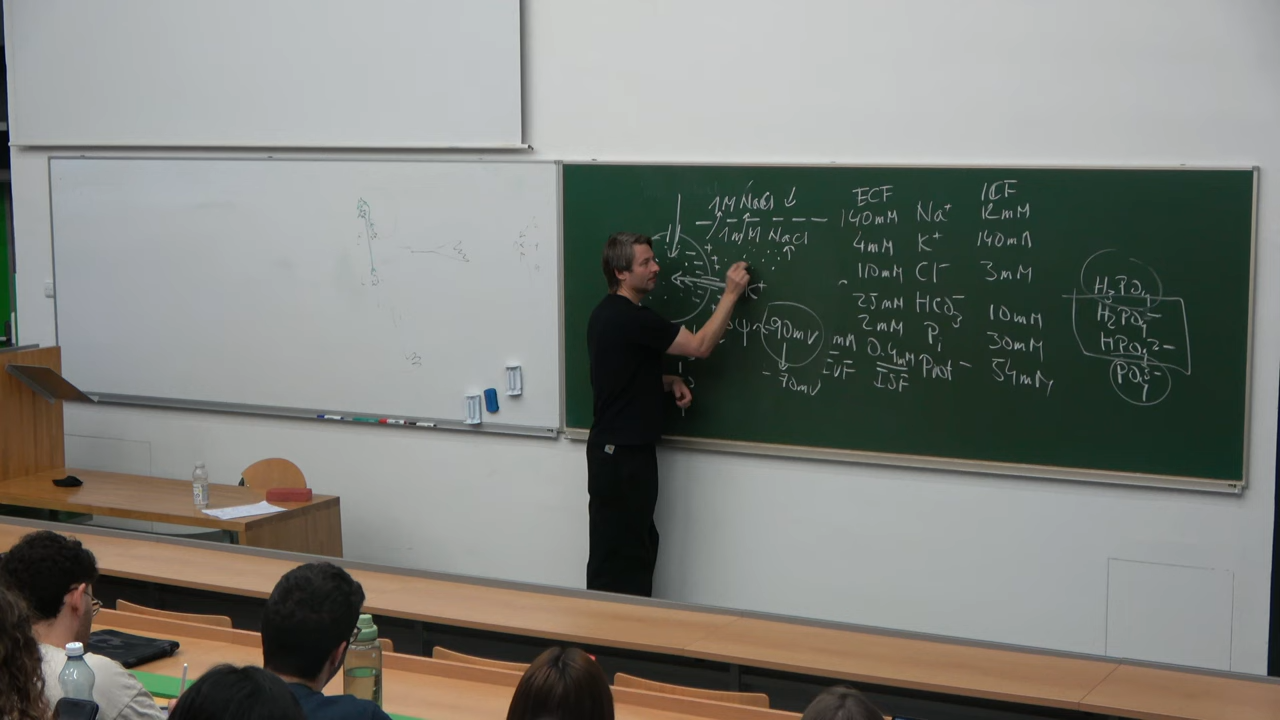 1M NaCl ↓
1mM NaCl ↑
K⁺
ψ ~ -90mV
↓
-70mV
ECF ICF
140mM Na⁺ 12mM
4mM K⁺ 140mM
110mM Cl⁻ 3mM
25mM HCO₃⁻ 10mM
2mM Pi 30mM
mM 0.4mM Prot⁻ 54mM
IVF ISF
H₃PO₄
H₂PO₄⁻
HPO₄²⁻
PO₄³⁻